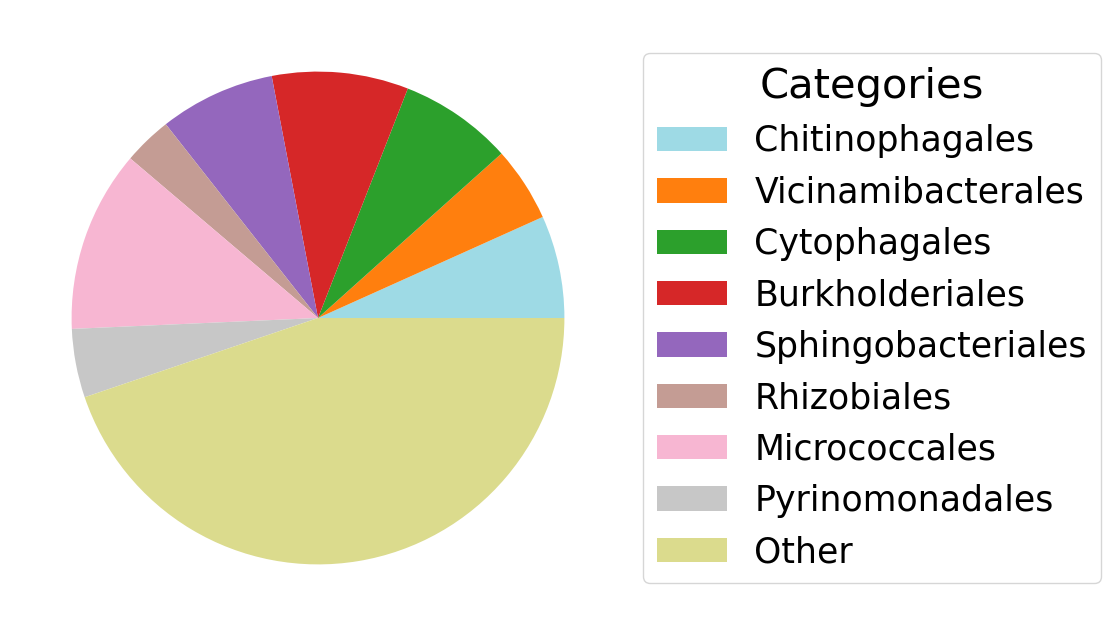 Categories
Chitinophagales
Vicinamibacterales
Cytophagales
Burkholderiales
Sphingobacteriales
Rhizobiales
Micrococcales
Pyrinomonadales
Other